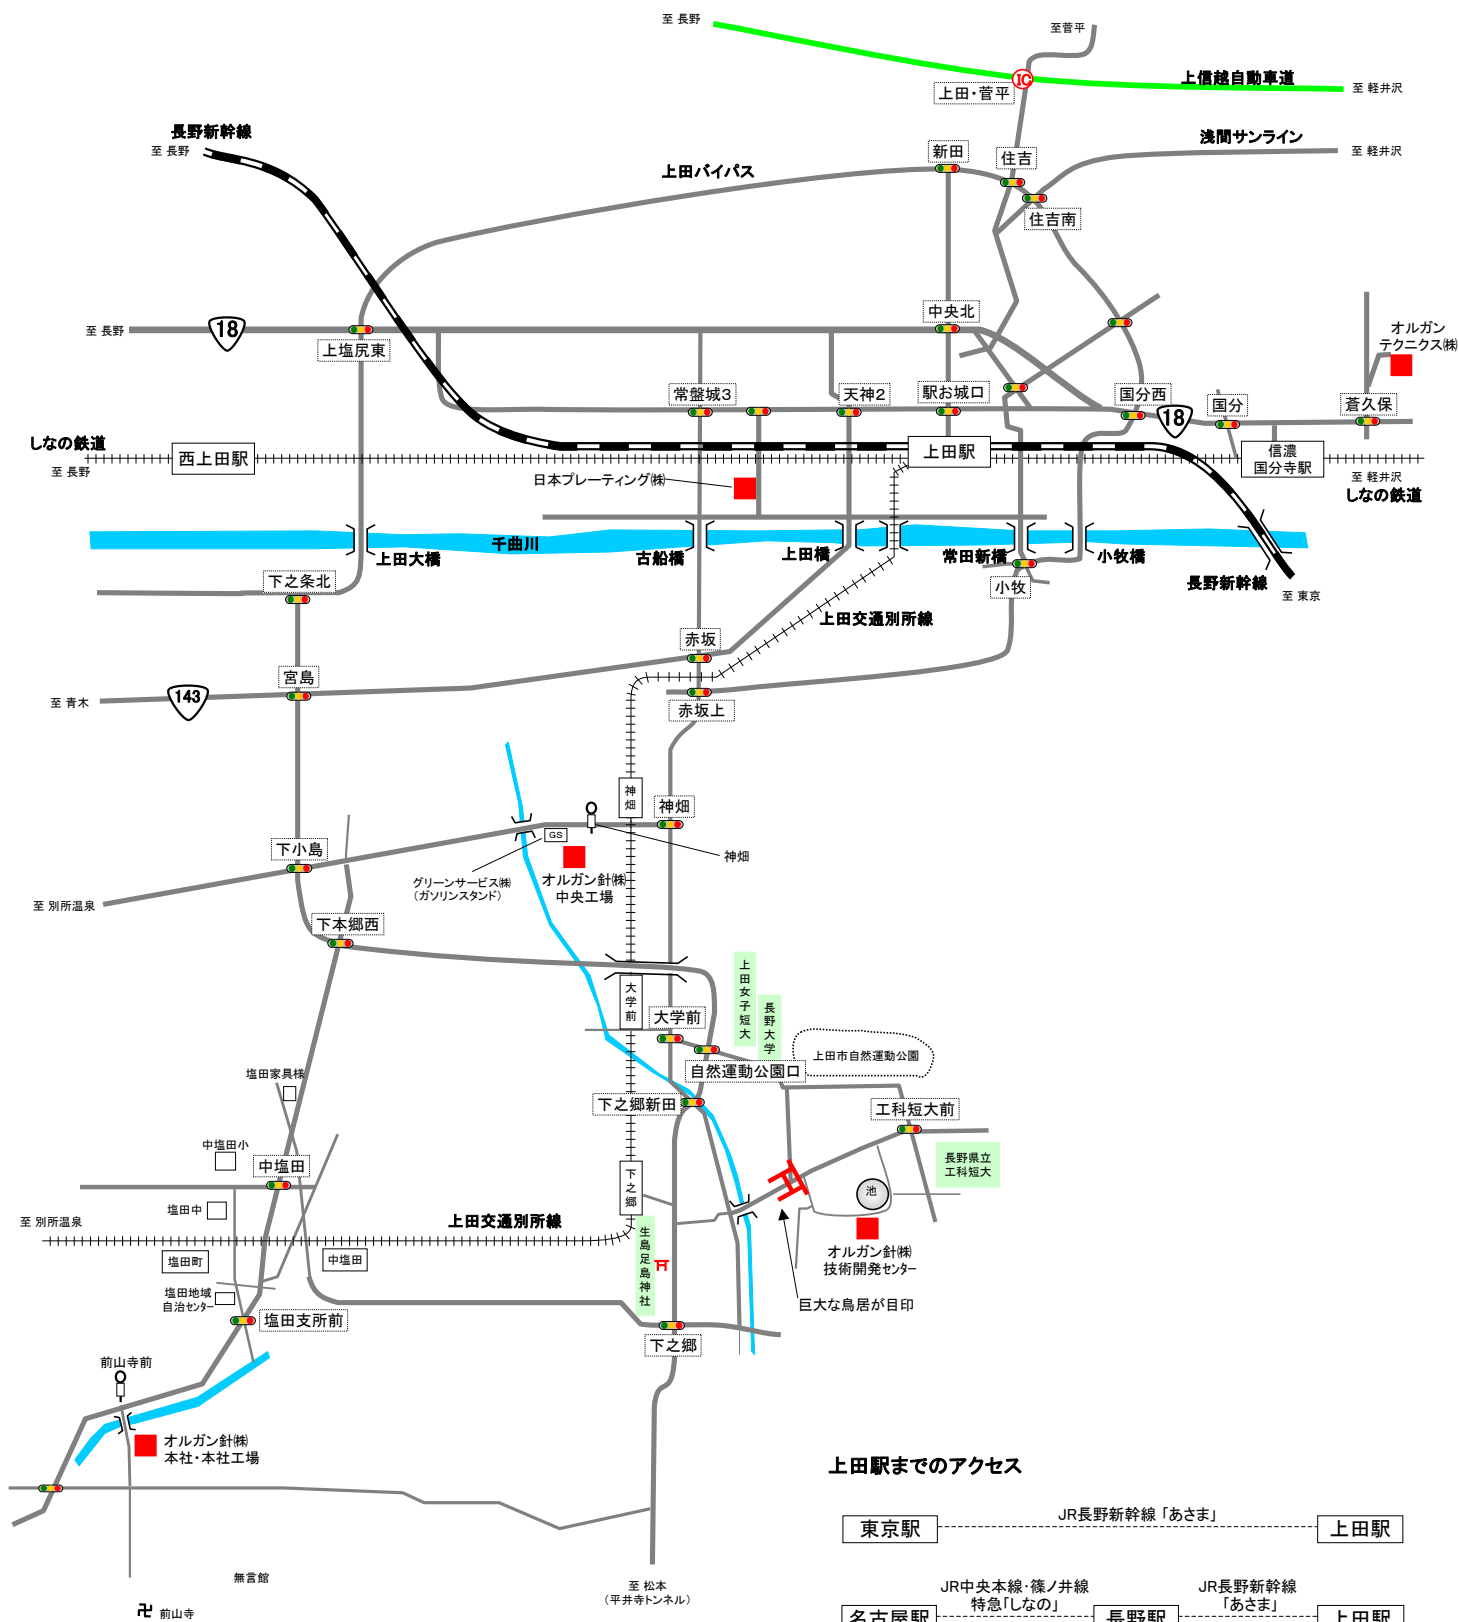 至 長野
至菅平
上信越自動車道
至 軽井沢
IC
上田・菅平
長野新幹線
至 長野
浅間サンライン
至 軽井沢
上田バイパス
新田
住吉
住吉南
至 長野
18
上塩尻東
中央北
オルガン
テクニクス㈱
常盤城3
天神2
駅お城口
国分西
18
国分
蒼久保
しなの鉄道
至 長野
西上田駅
上田駅
信濃
国分寺駅
至 軽井沢
しなの鉄道
日本プレーティング㈱
千曲川
上田大橋
古船橋
上田橋
常田新橋
小牧橋
長野新幹線
至 東京
下之条北
小牧
上田交通別所線
赤坂
宮島
至 青木
143
赤坂上
神畑
神畑
GS
神畑
下小島
グリーンサービス㈱
（ガソリンスタンド）
オルガン針㈱
中央工場
至 別所温泉
下本郷西
上田女子短大
大学前
長野大学
大学前
上田市自然運動公園
自然運動公園口
塩田家具様
下之郷新田
工科短大前
中塩田小
中塩田
長野県立
工科短大
下之郷
池
塩田中
至 別所温泉
上田交通別所線
生島足島神社
オルガン針㈱
技術開発センター
塩田町
中塩田
塩田地域
自治センター
巨大な鳥居が目印
塩田支所前
下之郷
前山寺前
オルガン針㈱
本社・本社工場
上田駅までのアクセス
東京駅
JR長野新幹線 「あさま」
上田駅
無言館
至 松本
（平井寺トンネル）
卍 前山寺
JR中央本線・篠ノ井線
特急「しなの」
JR長野新幹線
「あさま」
名古屋駅
長野駅
上田駅